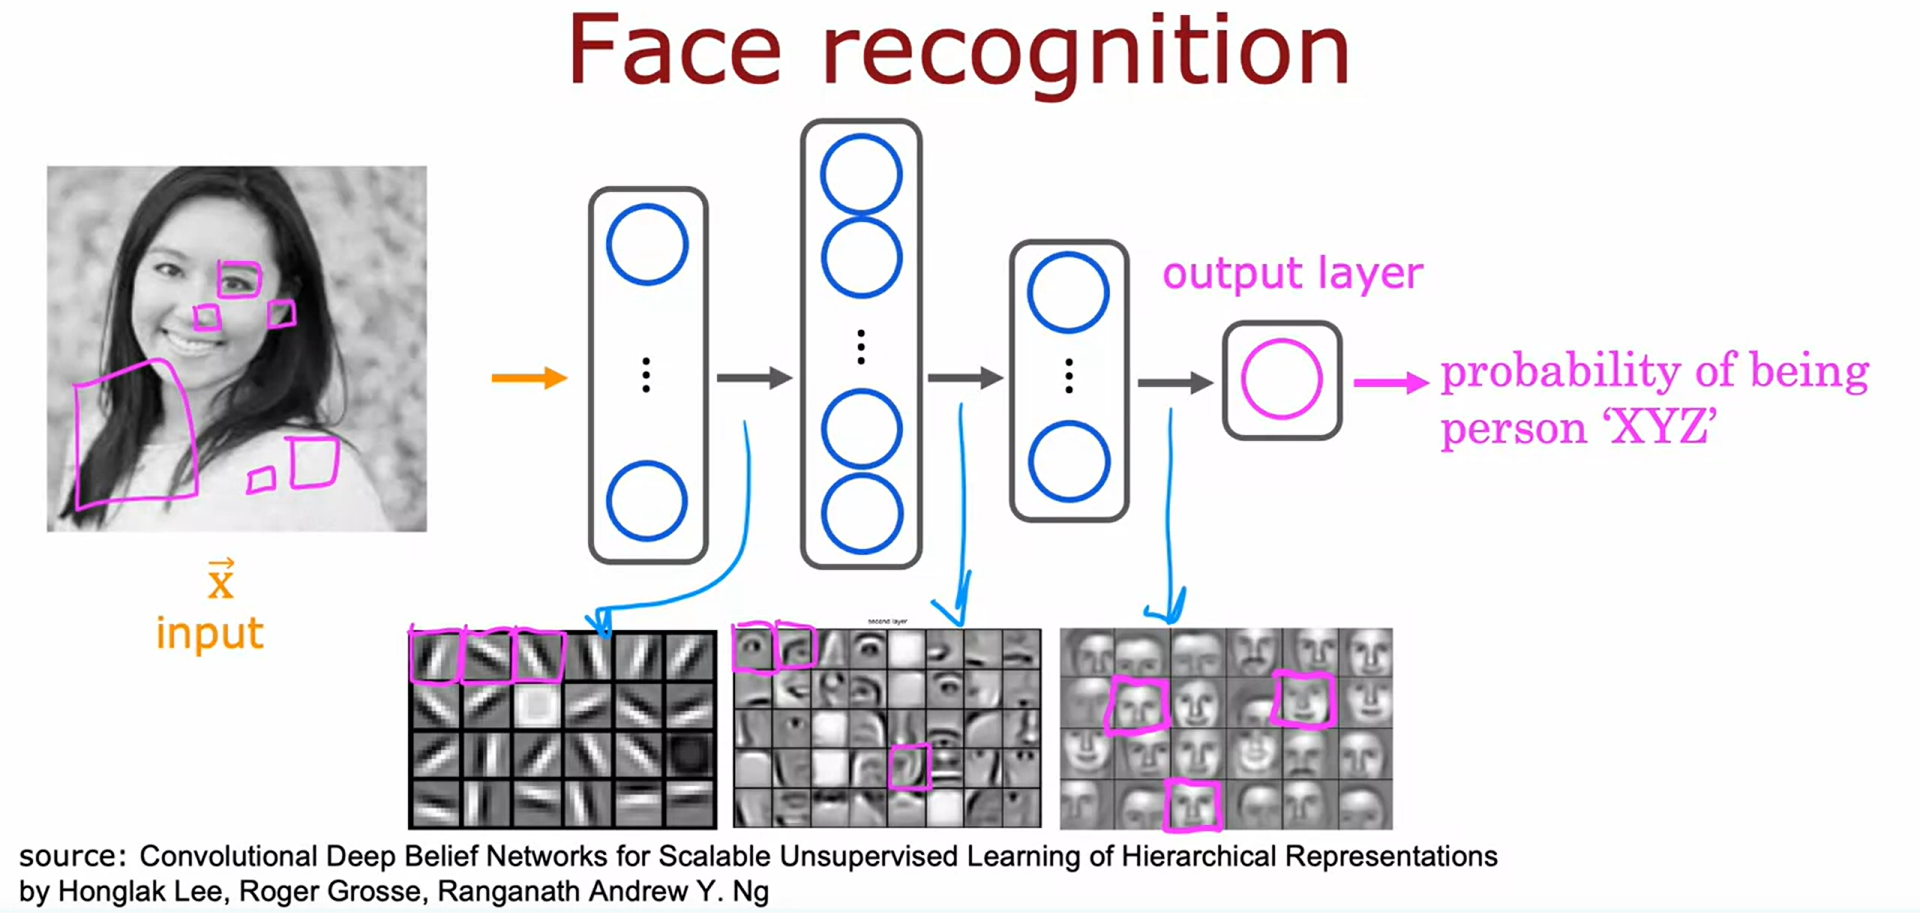 Face recognition
output layer
probability of being
person ‘XYZ’
x
input
second layer
source: Convolutional Deep Belief Networks for Scalable Unsupervised Learning of Hierarchical Representations
by Honglak Lee, Roger Grosse, Ranganath Andrew Y. Ng